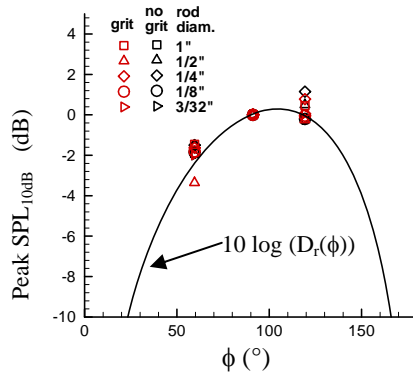 grit no grit rod diam.
1"
1/2"
1/4"
1/8"
3/32"
Peak SPL10dB (dB)
4
2
0
-2
-4
-6
-8
-10
10 log (Dr(ϕ))
0 50 100 150
ϕ (°)